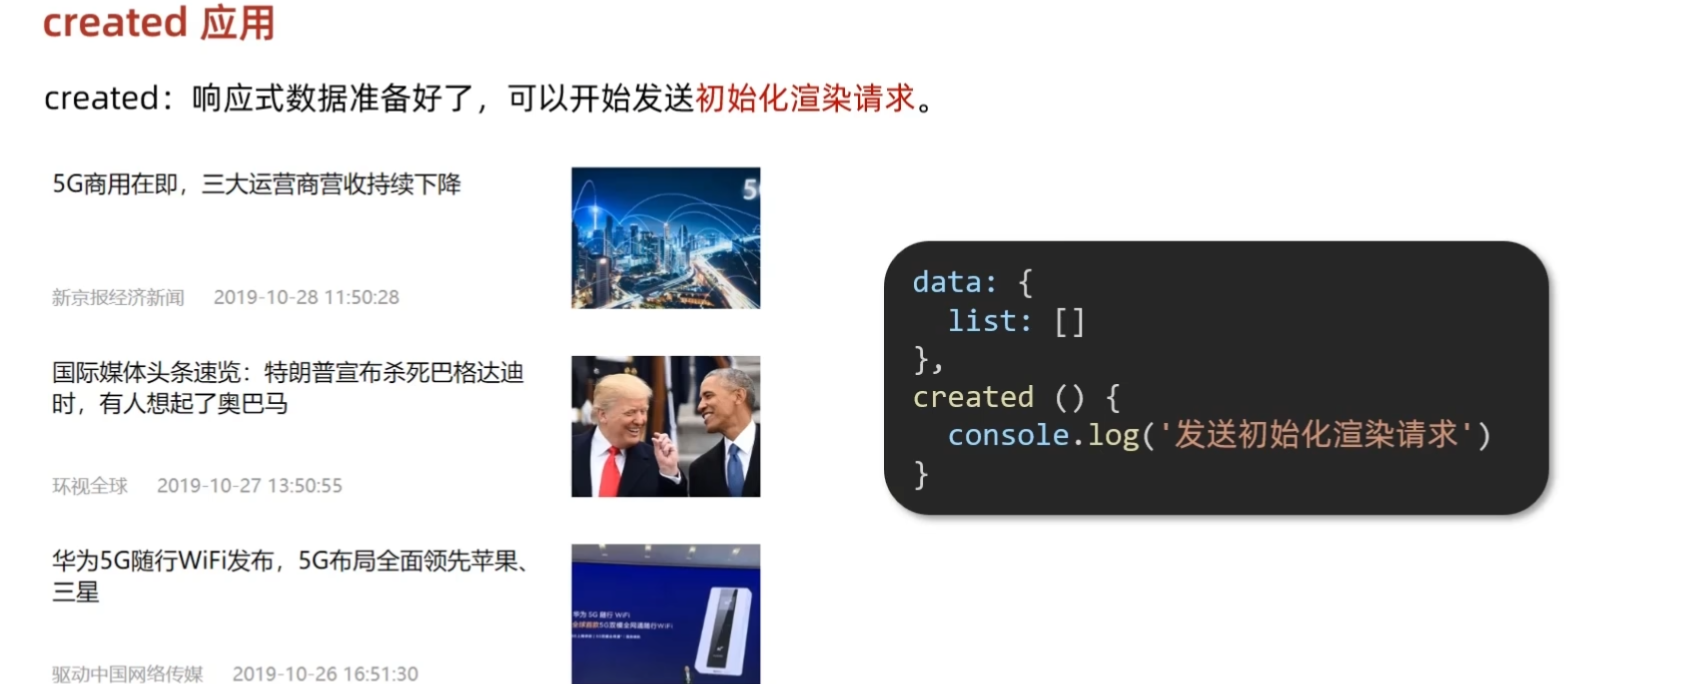 created 应用
created：响应式数据准备好了，可以开始发送初始化渲染请求。
5G商用在即，三大运营商营收持续下降
新京报经济新闻 2019-10-28 11:50:28
国际媒体头条速览：特朗普宣布杀死巴格达迪
时，有人想起了奥巴马
环视全球 2019-10-27 13:50:55
华为5G随行WiFi发布，5G布局全面领先苹果、
三星
华为 5G 随行 WiFi
驱动中国网络传媒 2019-10-26 16:51:30
data: {
list: []
},
created () {
console.log('发送初始化渲染请求')
}